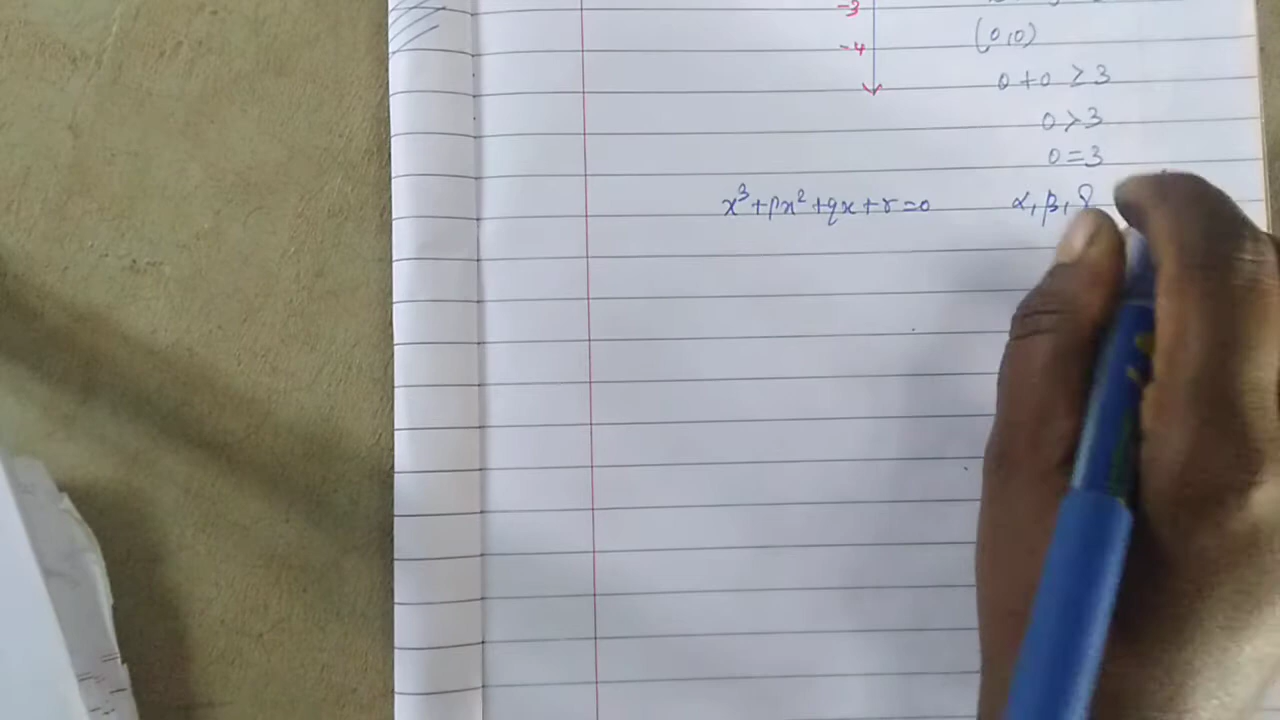 -3
(0,0)
-4
0+0 ≥ 3
0 > 3
0 = 3
x³+px²+qx+r=0 α, β, γ